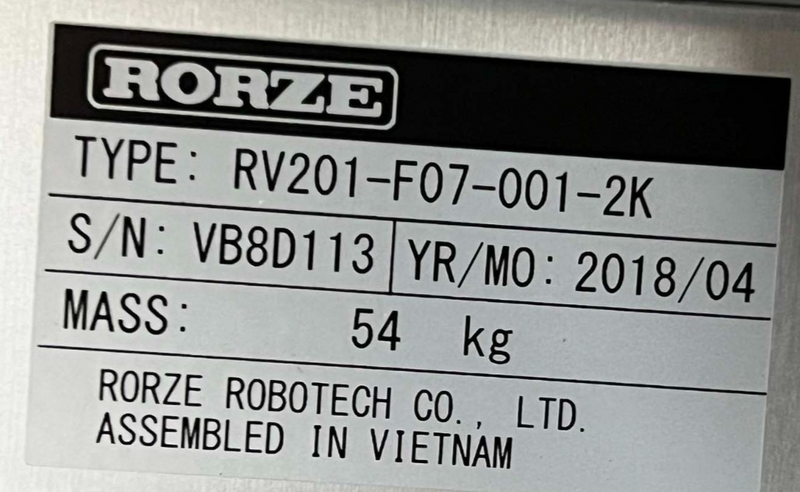 RORZE
TYPE: RV201-F07-001-2K
S/N: VB8D113 YR/MO: 2018/04
MASS: 54 kg
RORZE ROBOTECH CO., LTD.
ASSEMBLED IN VIETNAM